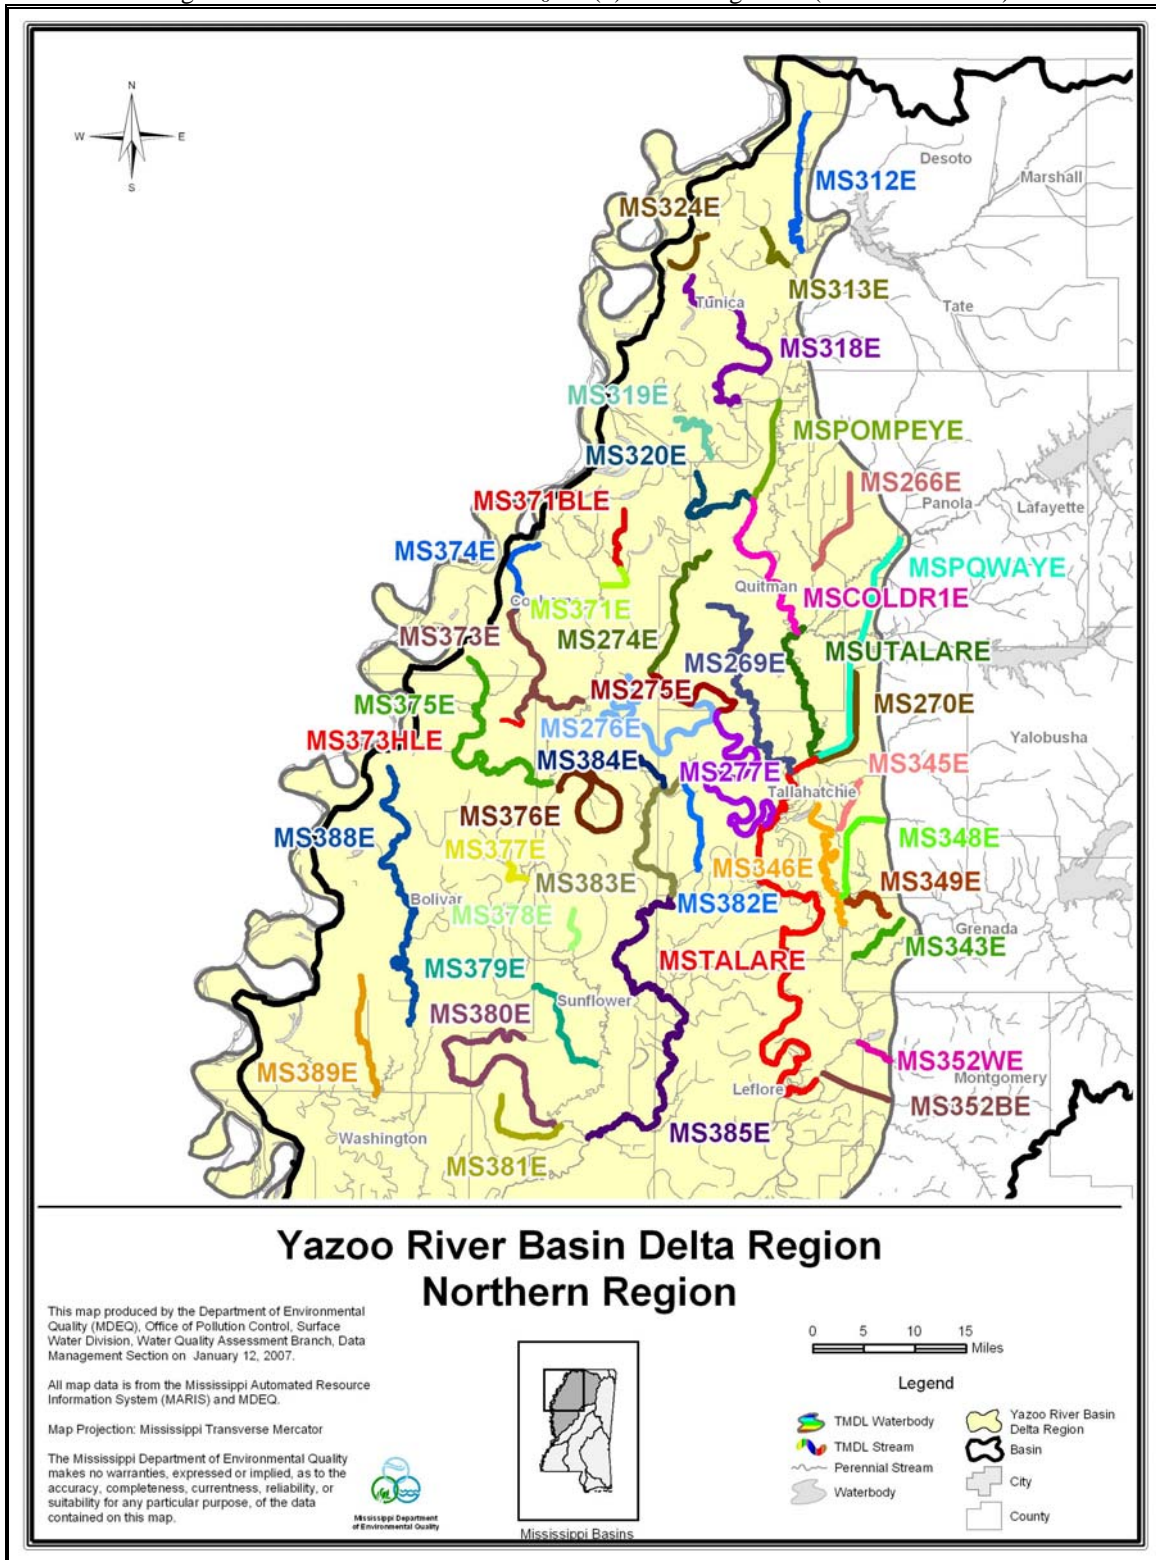 N
W E
S
Desoto
Marshall
MS312E
MS324E
MS313E
Tunica
Tate
MS318E
MS319E
MSPOMPEYE
MS320E
MS266E
MS371BLE
Panola
Lafayette
MS374E
MSPQWAYE
Quitman
MSCOLDR1E
MS371E
MS373E
MS274E
MSUTALARE
MS269E
MS275E
MS375E
MS270E
MS276E
MS373HLE
Yalobusha
MS384E
MS345E
MS277E
Tallahatchie
MS376E
MS388E
MS348E
MS377E
MS346E
MS383E
MS349E
Bolivar
MS382E
MS378E
Grenada
MS343E
MSTALARE
MS379E
Sunflower
MS380E
MS352WE
MS389E
Montgomery
Leflore
MS352BE
MS385E
Washington
MS381E
Yazoo River Basin Delta Region
Northern Region
This map produced by the Department of Environmental
Quality (MDEQ), Office of Pollution Control, Surface
Water Division, Water Quality Assessment Branch, Data
Management Section on January 12, 2007.
All map data is from the Mississippi Automated Resource
Information System (MARIS) and MDEQ.
Map Projection: Mississippi Transverse Mercator
The Mississippi Department of Environmental Quality
makes no warranties, expressed or implied, as to the
accuracy, completeness, currentness, reliability, or
suitability for any particular purpose, of the data
contained on this map.
Mississippi Department
of Environmental Quality
Mississippi Basins
0 5 10 15
Miles
Legend
TMDL Waterbody
TMDL Stream
Perennial Stream
Waterbody
Yazoo River Basin
Delta Region
Basin
City
County